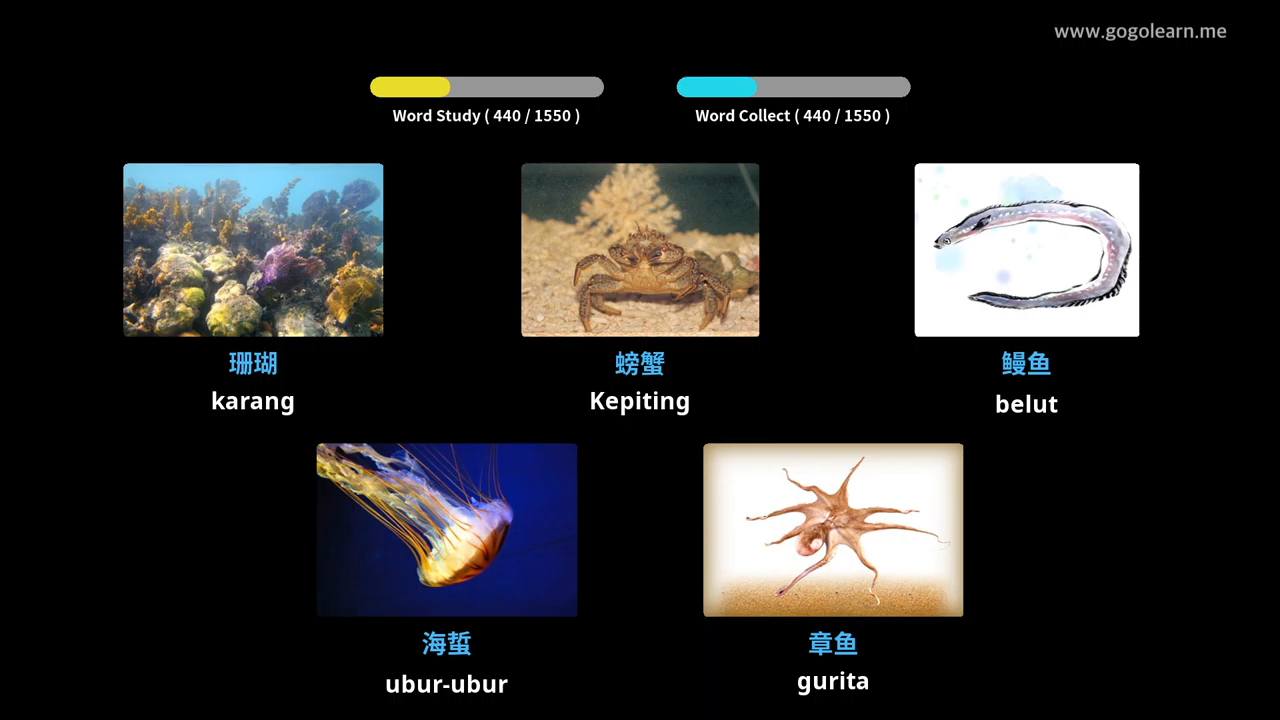 www.gogolearn.me
Word Study ( 440 / 1550 )
Word Collect ( 440 / 1550 )
珊瑚
karang
螃蟹
Kepiting
鳗鱼
belut
海蜇
ubur-ubur
章鱼
gurita